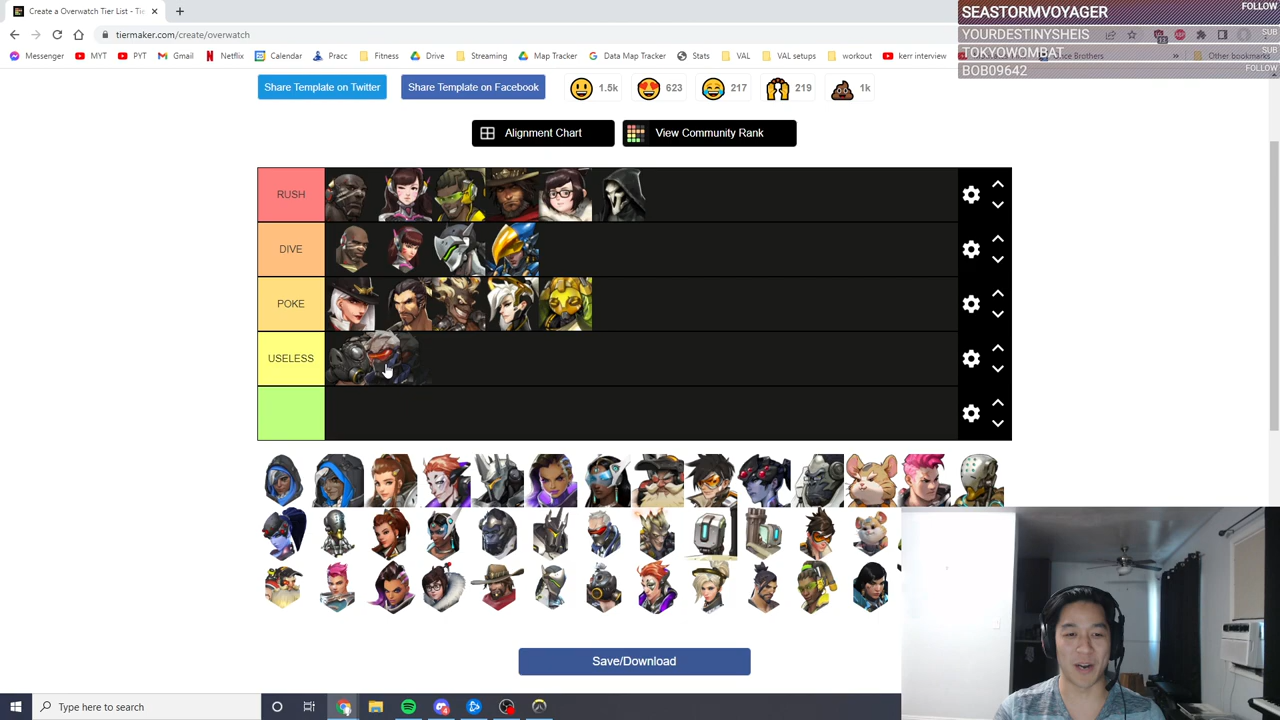 Create a Overwatch Tier List - Tie
SEASTORMVOYAGER FOLLOW
tiermaker.com/create/overwatch
YOURDESTINYSHEIS SUB
TOKYOWOMBAT SUB
BOB09642 FOLLOW
Messenger MYT PYT Gmail Netflix Calendar Pracc Fitness Drive Streaming Map Tracker Data Map Tracker Stats VAL VAL setups workout kerr interview Other bookmarks
Share Template on Twitter Share Template on Facebook 1.5k 623 217 219 1k
Alignment Chart View Community Rank
RUSH
DIVE
POKE
USELESS
Save/Download
Type here to search